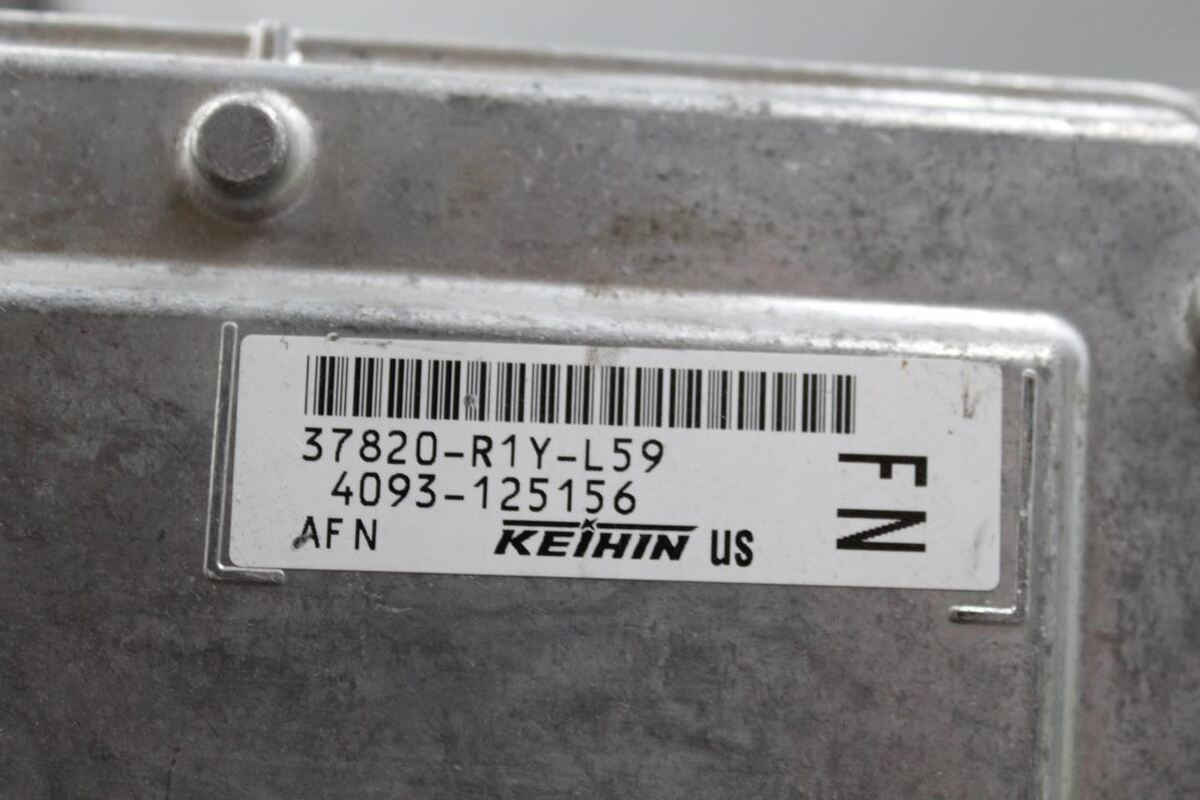 37820-R1Y-L59
4093-125156
AFN KEIHIN US
FN